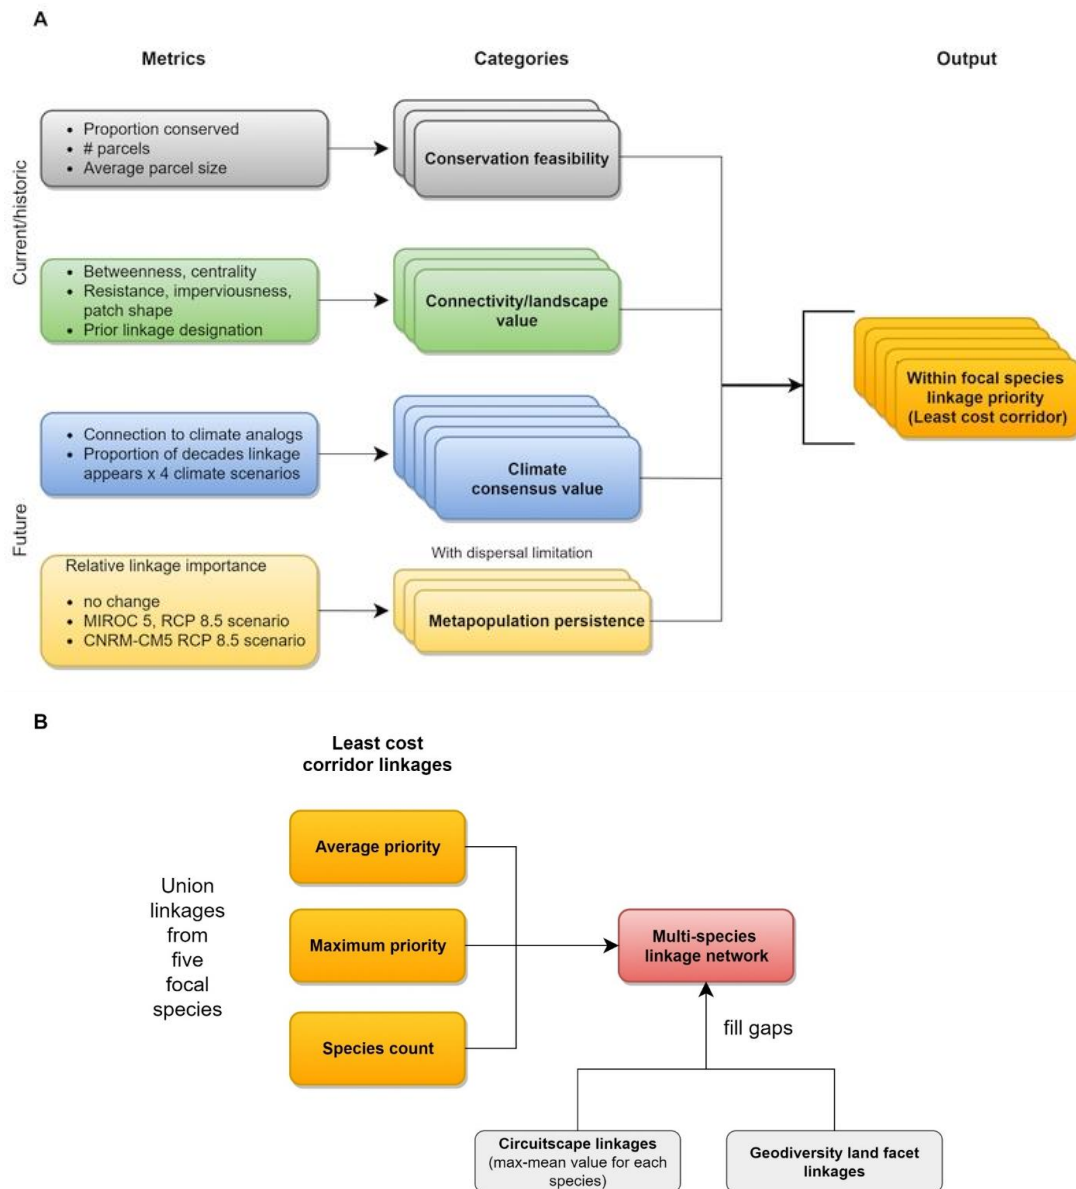 A
Metrics
Categories
Output
Current/historic
• Proportion conserved
• # parcels
• Average parcel size
Conservation feasibility
• Betweenness, centrality
• Resistance, imperviousness,
patch shape
• Prior linkage designation
Connectivity/landscape
value
Within focal species
linkage priority
(Least cost corridor)
Future
• Connection to climate analogs
• Proportion of decades linkage
appears x 4 climate scenarios
Climate
consensus value
With dispersal limitation
Relative linkage importance
• no change
• MIROC 5, RCP 8.5 scenario
• CNRM-CM5 RCP 8.5 scenario
Metapopulation persistence
B
Least cost
corridor linkages
Union
linkages
from
five
focal
species
Average priority
Maximum priority
Species count
Multi-species
linkage network
fill gaps
Circuitscape linkages
(max-mean value for each
species)
Geodiversity land facet
linkages